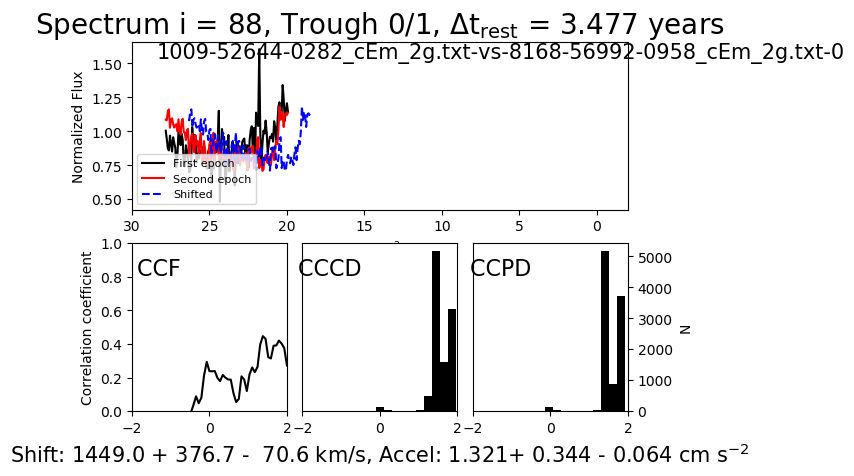 Spectrum i = 88, Trough 0/1, Δt_rest = 3.477 years
1009-52644-0282_cEm_2g.txt-vs-8168-56992-0958_cEm_2g.txt-0
Normalized Flux
1.50
1.25
1.00
0.75
0.50
First epoch
Second epoch
Shifted
30 25 20 15 10 5 0
Correlation coefficient
1.0
0.8
0.6
0.4
0.2
0.0
CCF
CCCD
CCPD
5000
4000
3000
2000
1000
0
N
−2 0 2
−2 0 2
−2 0 2
Shift: 1449.0 + 376.7 - 70.6 km/s, Accel: 1.321+ 0.344 - 0.064 cm s⁻²